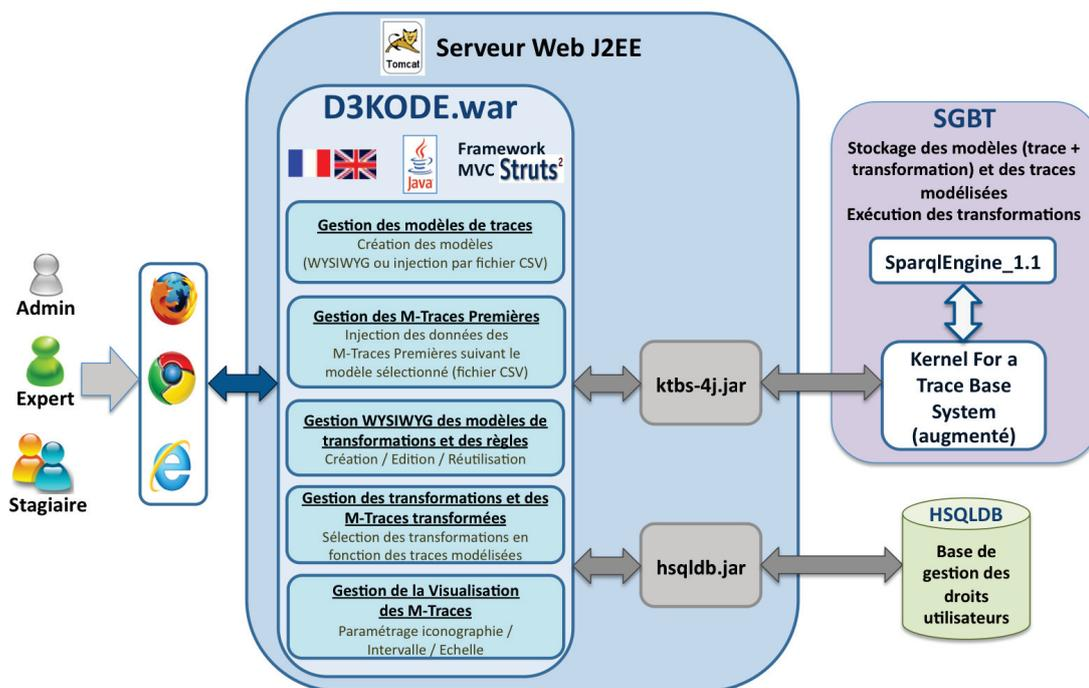 Tomcat
Serveur Web J2EE
D3KODE.war
Java
Framework
MVC Struts2
Gestion des modèles de traces
Création des modèles
(WYSIWYG ou injection par fichier CSV)
Gestion des M-Traces Premières
Injection des données des
M-Traces Premières suivant le
modèle sélectionné (fichier CSV)
Gestion WYSIWYG des modèles de
transformations et des règles
Création / Edition / Réutilisation
Gestion des transformations et des
M-Traces transformées
Sélection des transformations en
fonction des traces modélisées
Gestion de la Visualisation
des M-Traces
Paramétrage iconographie /
Intervalle / Echelle
Admin
Expert
Stagiaire
ktbs-4j.jar
hsqldb.jar
SGBT
Stockage des modèles (trace +
transformation) et des traces
modélisées
Exécution des transformations
SparqlEngine_1.1
Kernel For a
Trace Base
System
(augmenté)
HSQLDB
Base de
gestion des
droits
utilisateurs